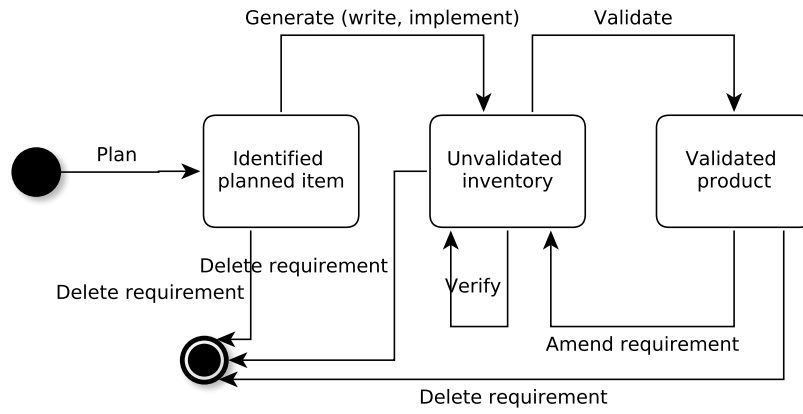 Generate (write, implement)
Validate
Plan
Identified
planned item
Unvalidated
inventory
Validated
product
Delete requirement
Delete requirement
Verify
Amend requirement
Delete requirement